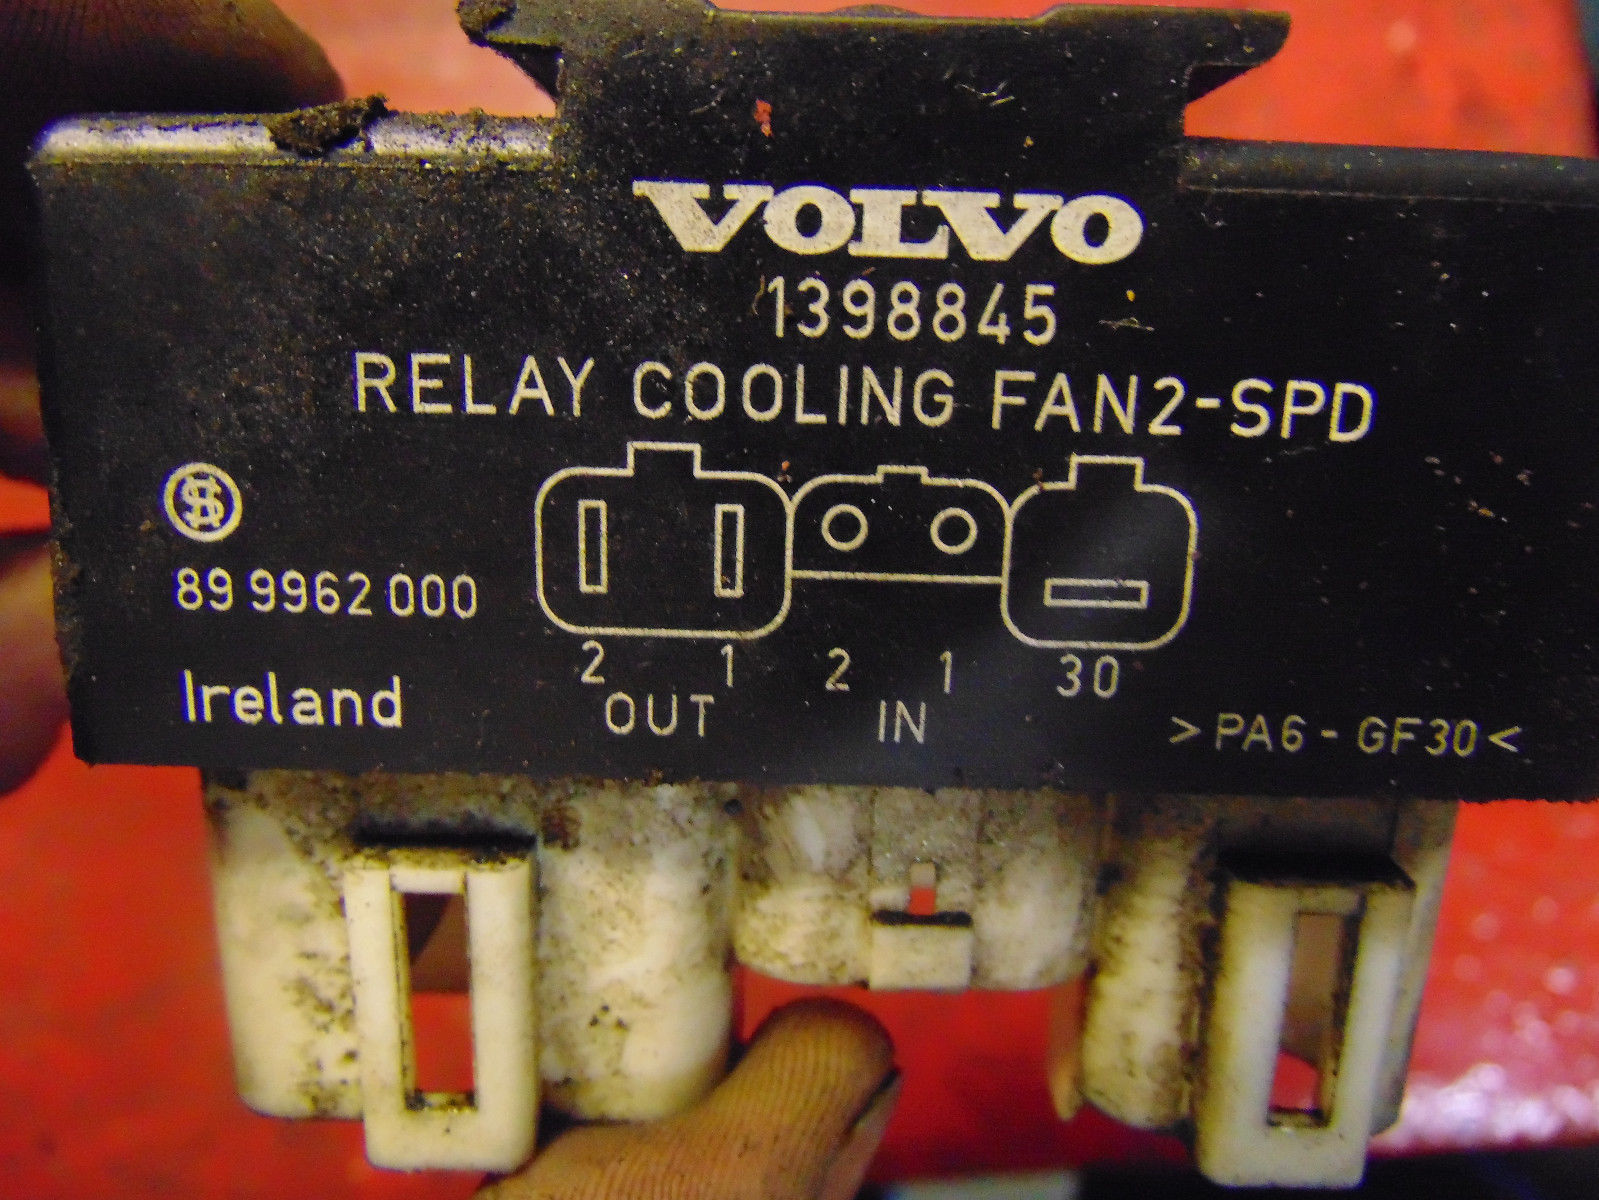 VOLVO
1398845
RELAY COOLING FAN2-SPD
89 9962 000
Ireland
2 1 2 1 30
OUT IN
>PA6-GF30<